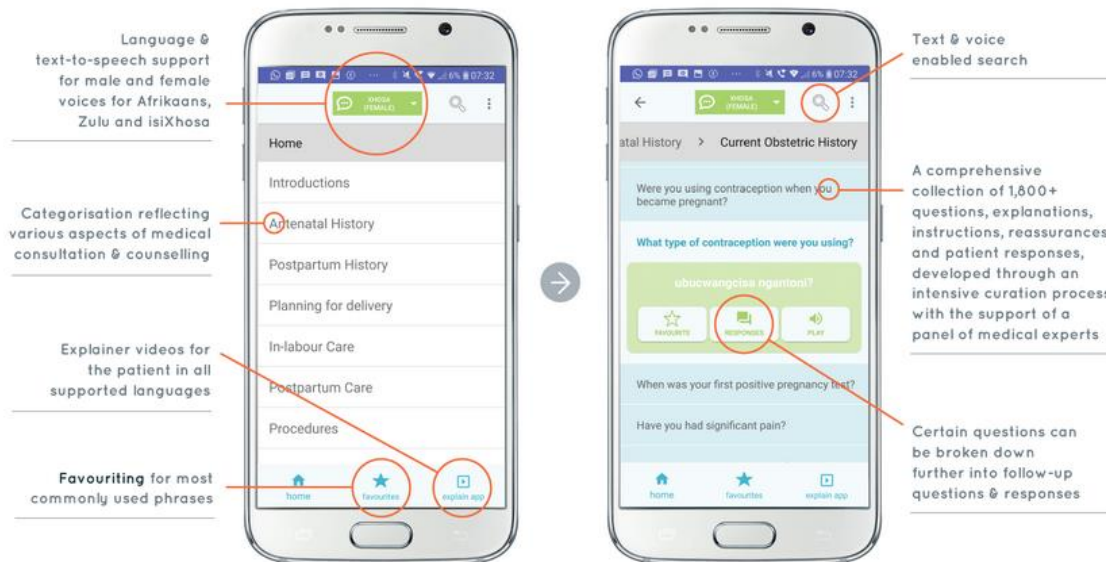 Language &
text-to-speech support
for male and female
voices for Afrikaans,
Zulu and isiXhosa
Categorisation reflecting
various aspects of medical
consultation & counselling
Explainer videos for
the patient in all
supported languages
Favouriting for most
commonly used phrases
6% 07:32
XHOSA
(FEMALE)
Home
Introductions
Antenatal History
Postpartum History
Planning for delivery
In-labour Care
Postpartum Care
Procedures
home
favourites
explain app
6% 07:32
XHOSA
(FEMALE)
atal History > Current Obstetric History
Were you using contraception when you
became pregnant?
What type of contraception were you using?
ubucwangcisa ngantoni?
FAVOURITE
RESPONSES
PLAY
When was your first positive pregnancy test?
Have you had significant pain?
home
favourites
explain app
Text & voice
enabled search
A comprehensive
collection of 1,800+
questions, explanations,
instructions, reassurances
and patient responses,
developed through an
intensive curation process
with the support of a
panel of medical experts
Certain questions can
be broken down
further into follow-up
questions & responses